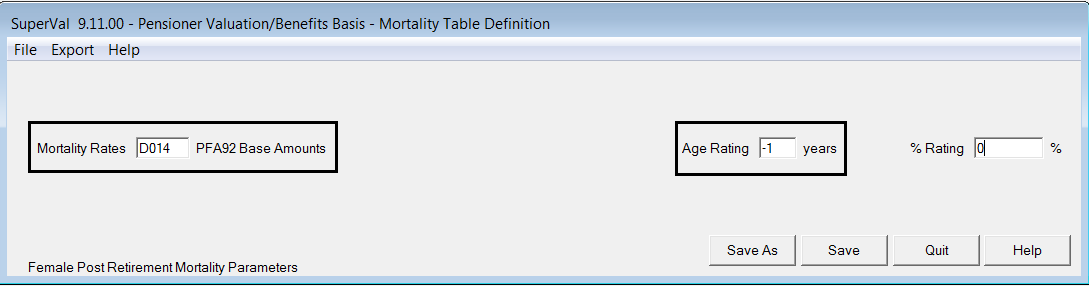 SuperVal 9.11.00 - Pensioner Valuation/Benefits Basis - Mortality Table Definition
File Export Help
Mortality Rates D014 PFA92 Base Amounts Age Rating -1 years % Rating 0 %
Save As Save Quit Help
Female Post Retirement Mortality Parameters